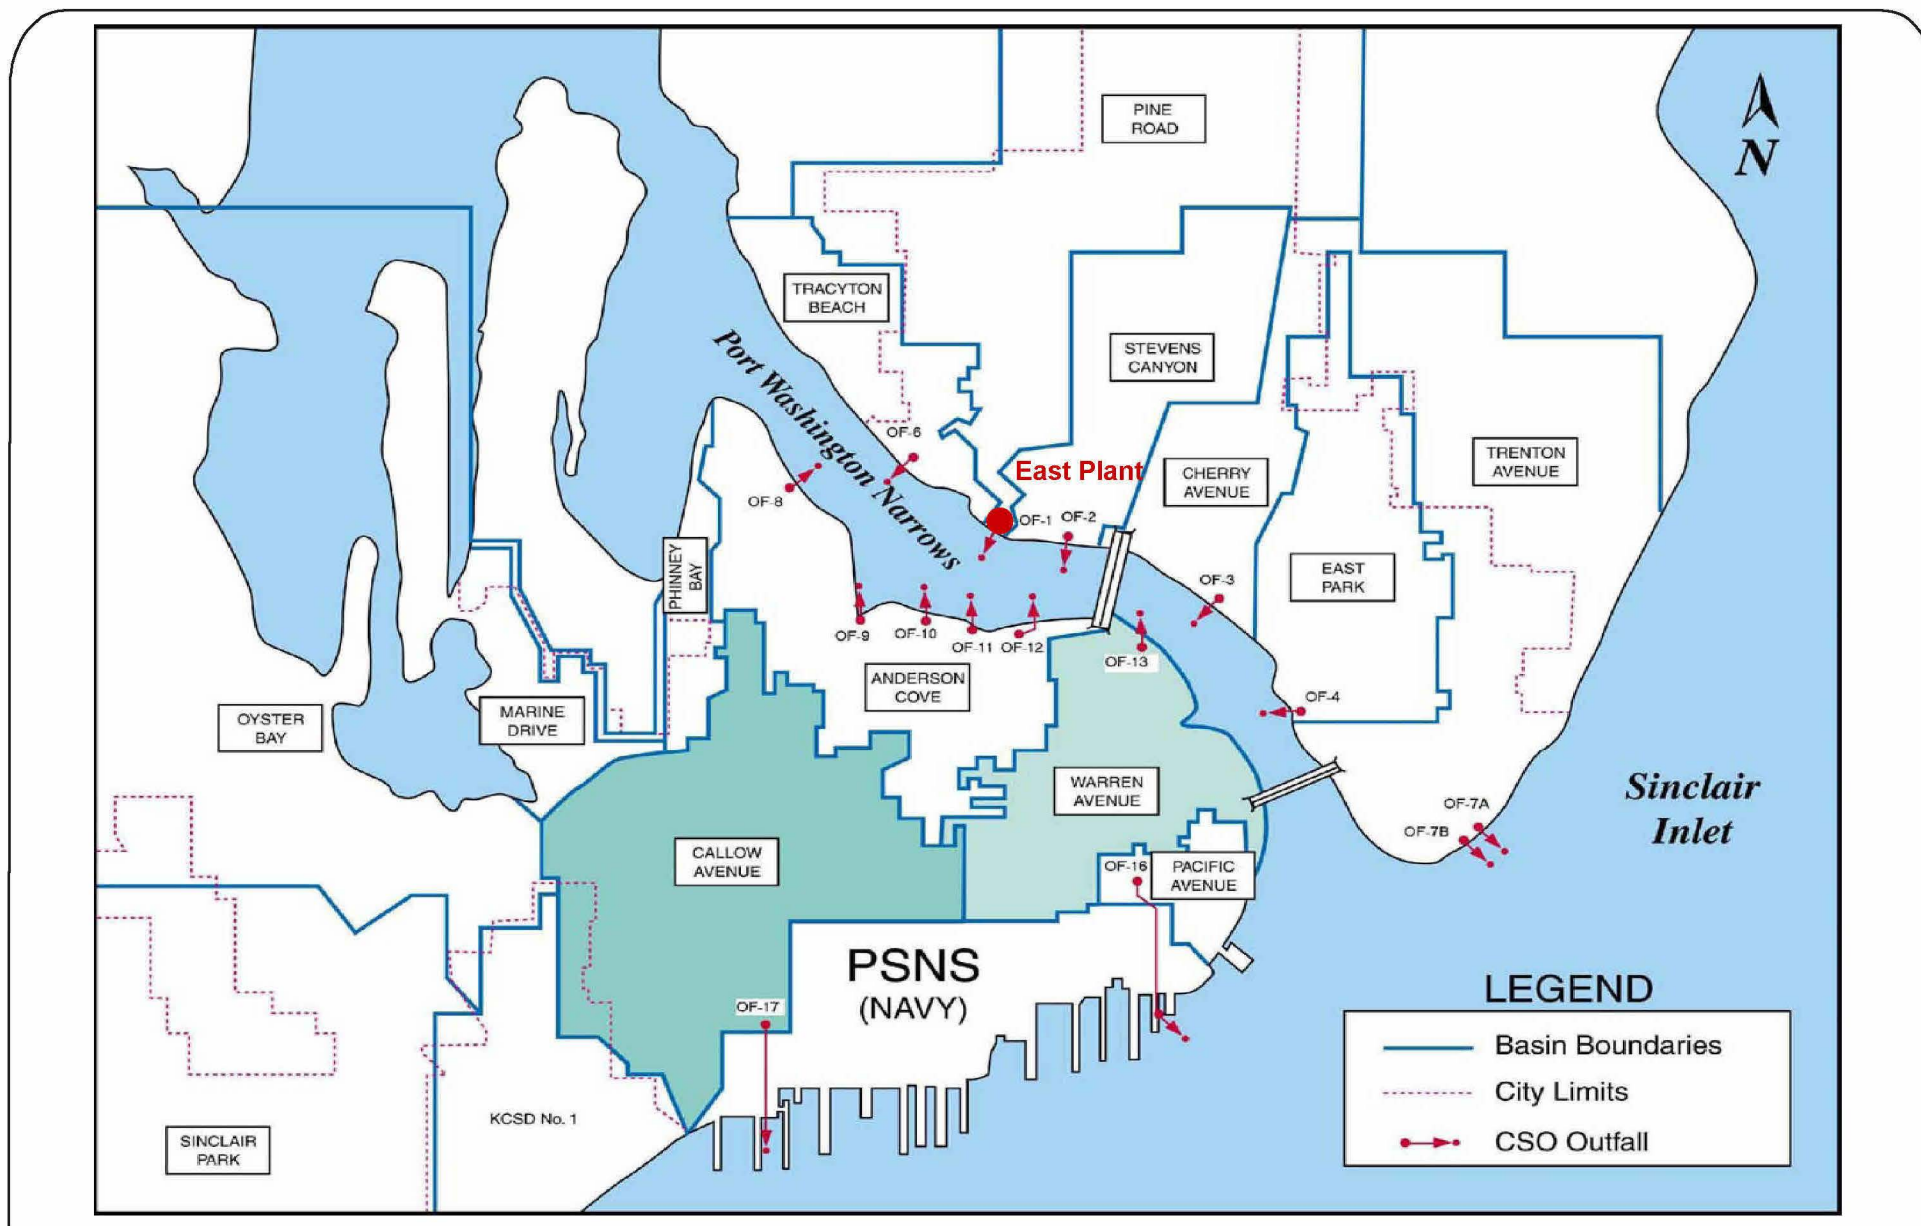 PINE
ROAD
N
TRACYTON
BEACH
Port Washington Narrows
STEVENS
CANYON
OF-6
East Plant
CHERRY
AVENUE
TRENTON
AVENUE
OF-8
OF-1
OF-2
PHINNEY
BAY
EAST
PARK
OF-3
OF-9
OF-10
OF-11
OF-12
OF-13
ANDERSON
COVE
OF-4
OYSTER
BAY
MARINE
DRIVE
WARREN
AVENUE
Sinclair
Inlet
OF-7A
OF-7B
CALLOW
AVENUE
OF-16
PACIFIC
AVENUE
PSNS
(NAVY)
OF-17
KCSD No. 1
SINCLAIR
PARK
LEGEND
Basin Boundaries
City Limits
CSO Outfall